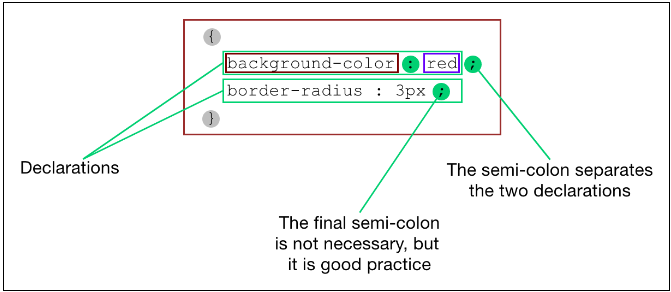 {
background-color : red ;
border-radius : 3px ;
}
Declarations
The semi-colon separates
the two declarations
The final semi-colon
is not necessary, but
it is good practice